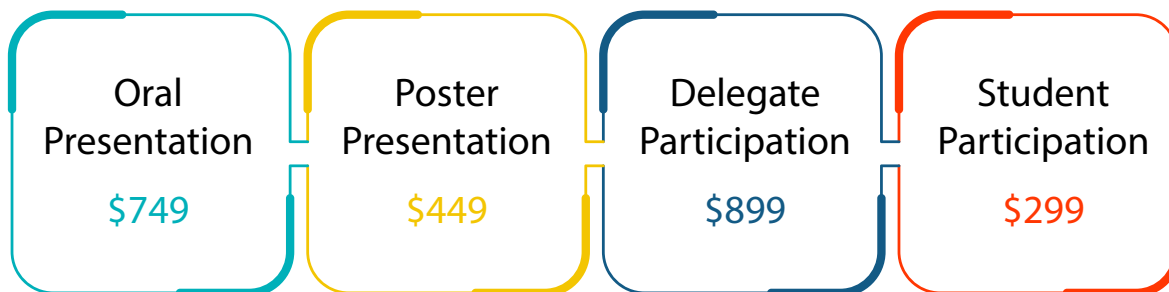 Oral
Presentation
$749
Poster
Presentation
$449
Delegate
Participation
$899
Student
Participation
$299